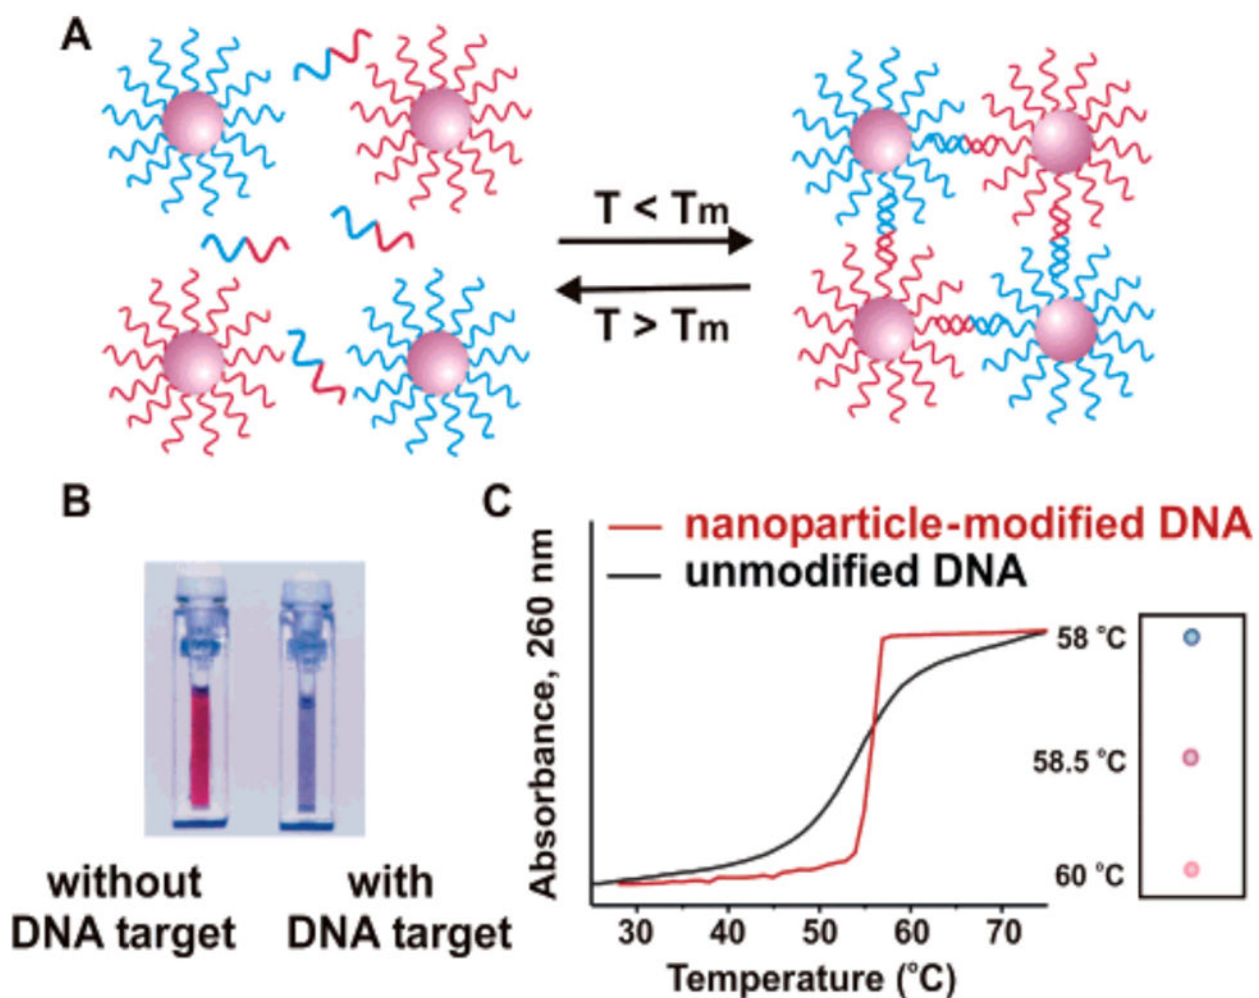 A
T < Tm
T > Tm
B
without
DNA target
with
DNA target
C
nanoparticle-modified DNA
unmodified DNA
Absorbance, 260 nm
30 40 50 60 70
Temperature (°C)
58 °C
58.5 °C
60 °C